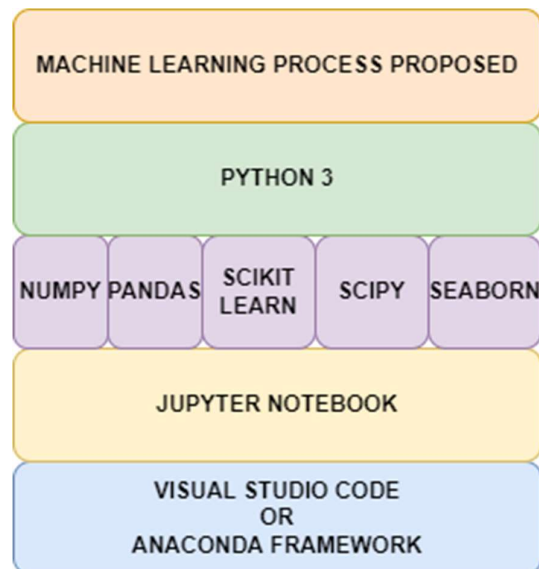 MACHINE LEARNING PROCESS PROPOSED
PYTHON 3
NUMPY
PANDAS
SCIKIT
LEARN
SCIPY
SEABORN
JUPYTER NOTEBOOK
VISUAL STUDIO CODE
OR
ANACONDA FRAMEWORK